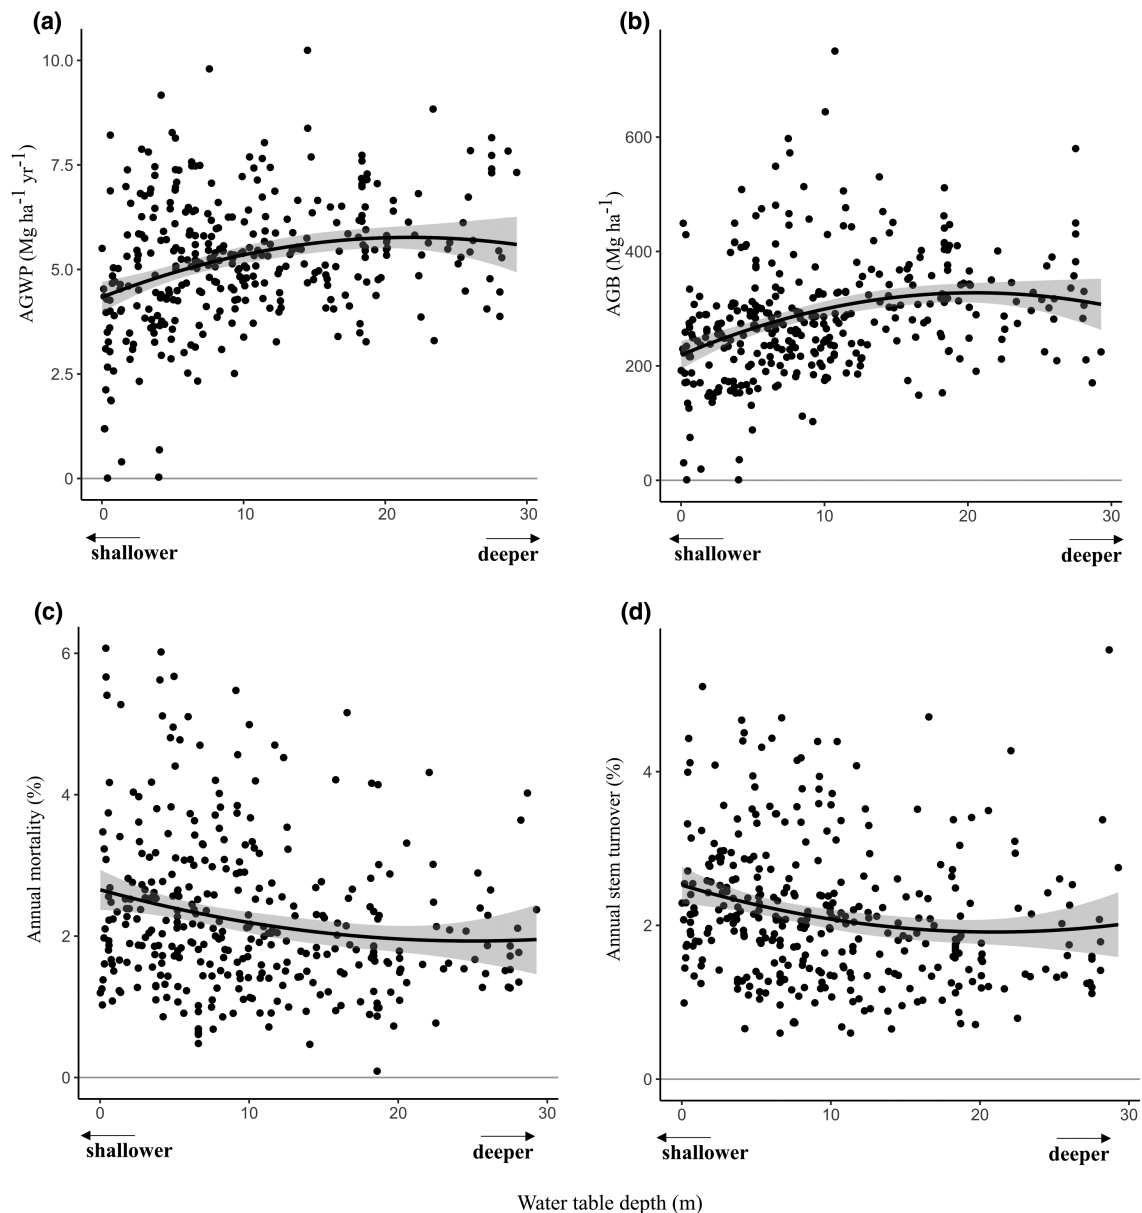 (a)
AGWP (Mg ha⁻¹ yr⁻¹)
10.0
7.5
5.0
2.5
0
0 10 20 30
shallower deeper
(b)
AGB (Mg ha⁻¹)
600
400
200
0
0 10 20 30
shallower deeper
(c)
Annual mortality (%)
6
4
2
0
0 10 20 30
shallower deeper
(d)
Annual stem turnover (%)
4
2
0
0 10 20 30
shallower deeper
Water table depth (m)